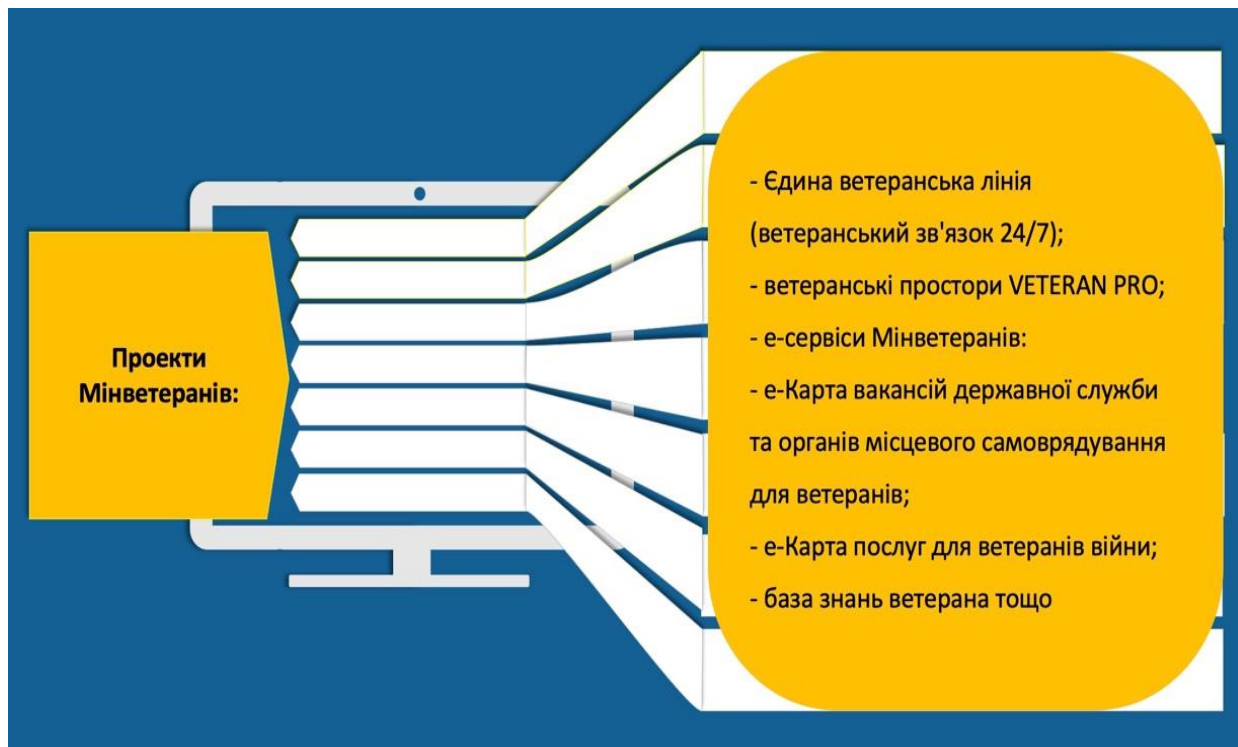 Проекти
Мінветеранів:
- Єдина ветеранська лінія
(ветеранський зв'язок 24/7);
- ветеранські простори VETERAN PRO;
- е-сервіси Мінветеранів:
- е-Карта вакансій державної служби
та органів місцевого самоврядування
для ветеранів;
- е-Карта послуг для ветеранів війни;
- база знань ветерана тощо